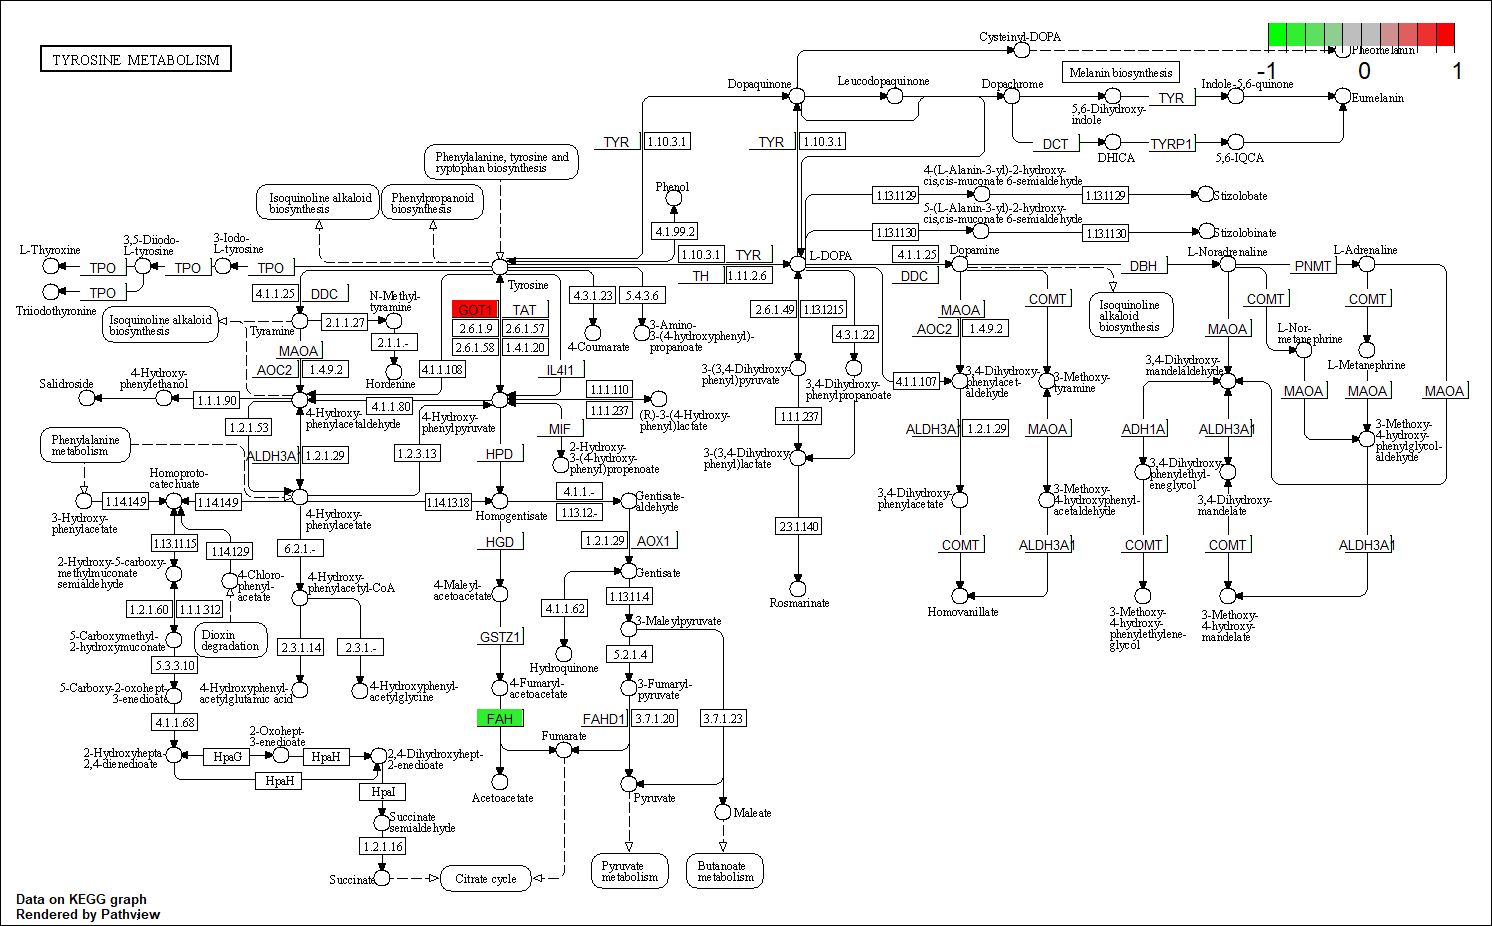 TYROSINE METABOLISM
Cysteinyl-DOPA
Pheomelanin
-1
0
1
Melanin biosynthesis
Dopaquinone
Leucodopaquinone
Dopachrome
5,6-Dihydroxy-
indole
TYR
Indole-5,6-quinone
Eumelanin
TYR
1.10.3.1
TYR
1.10.3.1
DCT
DHICA
TYRP1
5,6-IQCA
Phenylalanine, tyrosine and
ryptophan biosynthesis
Isoquinoline alkaloid
biosynthesis
Phenylpropanoid
biosynthesis
Phenol
4.1.99.2
1.13.1129
4-(L-Alanin-3-yl)-2-hydroxy-
cis,cis-muconate 6-semialdehyde
1.13.1129
Stizolobate
1.13.1130
5-(L-Alanin-3-yl)-2-hydroxy-
cis,cis-muconate 6-semialdehyde
1.13.1130
Stizolobinate
L-Thyroxine
3,5-Diiodo-
L-tyrosine
3-Iodo-
L-tyrosine
TPO
TPO
TPO
TPO
Triiodothyronine
1.10.3.1
TYR
TH
1.11.2.6
L-DOPA
4.1.1.25
DDC
Dopamine
DBH
L-Noradrenaline
PNMT
L-Adrenaline
Tyrosine
4.1.1.25
DDC
Isoquinoline alkaloid
biosynthesis
Tyramine
2.1.1.27
N-Methyl-
tyramine
2.1.1.-
Hordenine
GOT1
TAT
2.6.1.9
2.6.1.57
2.6.1.58
1.4.1.20
4.3.1.23
5.4.3.6
4-Coumarate
3-Amino-
3-(4-hydroxyphenyl)-
propanoate
2.6.1.49
1.13.1215
4.3.1.22
MAOA
AOC2
1.4.9.2
COMT
Isoquinoline
alkaloid
biosynthesis
MAOA
COMT
COMT
L-Nor-
metanephrine
L-Metanephrine
MAOA
AOC2
1.4.9.2
4.1.1.108
IL4I1
Salidroside
4-Hydroxy-
phenylethanol
1.1.1.90
4-Hydroxy-
phenylacetaldehyde
4.1.1.80
4-Hydroxy-
phenylpyruvate
1.1.1.110
1.1.1.237
(R)-3-(4-Hydroxy-
phenyl)lactate
3-(3,4-Dihydroxy-
phenyl)pyruvate
3,4-Dihydroxy-
phenylpropanoate
4.1.1.107
3,4-Dihydroxy-
phenylacet-
aldehyde
3-Methoxy-
tyramine
3,4-Dihydroxy-
mandelaldehyde
MAOA
MAOA
MAOA
1.2.1.53
MIF
2-Hydroxy-
3-(4-hydroxy-
phenyl)propenoate
1.1.1.237
ALDH3A1
1.2.1.29
MAOA
ADH1A
ALDH3A1
3-Methoxy-
4-hydroxy-
phenylglycol-
aldehyde
Phenylalanine
metabolism
ALDH3A1
1.2.1.29
1.2.3.13
HPD
3-(3,4-Dihydroxy-
phenyl)lactate
3,4-Dihydroxy-
phenylethyl-
eneglycol
3,4-Dihydroxy-
mandelate
Homoproto-
catechuate
1.14.14.9
1.14.14.9
3-Hydroxy-
phenylacetate
4-Hydroxy-
phenylacetate
1.14.13.18
Homogentisate
4.1.1.-
1.13.12.-
Gentisate-
aldehyde
3,4-Dihydroxy-
phenylacetate
3-Methoxy-
4-hydroxyphenyl-
acetaldehyde
2.3.1.140
1.13.11.15
1.14.12.9
6.2.1.-
HGD
1.2.1.29
AOX1
COMT
ALDH3A1
COMT
COMT
ALDH3A1
2-Hydroxy-5-carboxy-
methylmuconate
semialdehyde
4-Chloro-
phenyl-
acetate
4-Hydroxy-
phenylacetyl-CoA
4-Maleyl-
acetoacetate
Gentisate
4.1.1.62
1.13.11.4
Rosmarinate
Homovanillate
3-Methoxy-
4-hydroxy-
phenylethylene-
glycol
3-Methoxy-
4-hydroxy-
mandelate
1.2.1.60
1.1.1.312
Dioxin
degradation
GSTZ1
3-Maleylpyruvate
5-Carboxymethyl-
2-hydroxymuconate
2.3.1.14
2.3.1.-
Hydroquinone
5.2.1.4
5.3.3.10
5-Carboxy-2-oxohept-
3-enedioate
4-Hydroxyphenyl-
acetylglutamic acid
4-Hydroxyphenyl-
acetylglycine
4-Fumaryl-
acetoacetate
3-Fumaryl-
pyruvate
4.1.1.68
FAH
FAHD1
3.7.1.20
3.7.1.23
2-Oxohept-
3-enedioate
Fumarate
2-Hydroxyhepta-
2,4-dienedioate
HpaG
HpaH
2,4-Dihydroxyhept-
2-enedioate
HpaH
HpaI
Acetoacetate
Pyruvate
Maleate
Succinate
semialdehyde
1.2.1.16
Succinate
Citrate cycle
Pyruvate
metabolism
Butanoate
metabolism
Data on KEGG graph
Rendered by Pathview